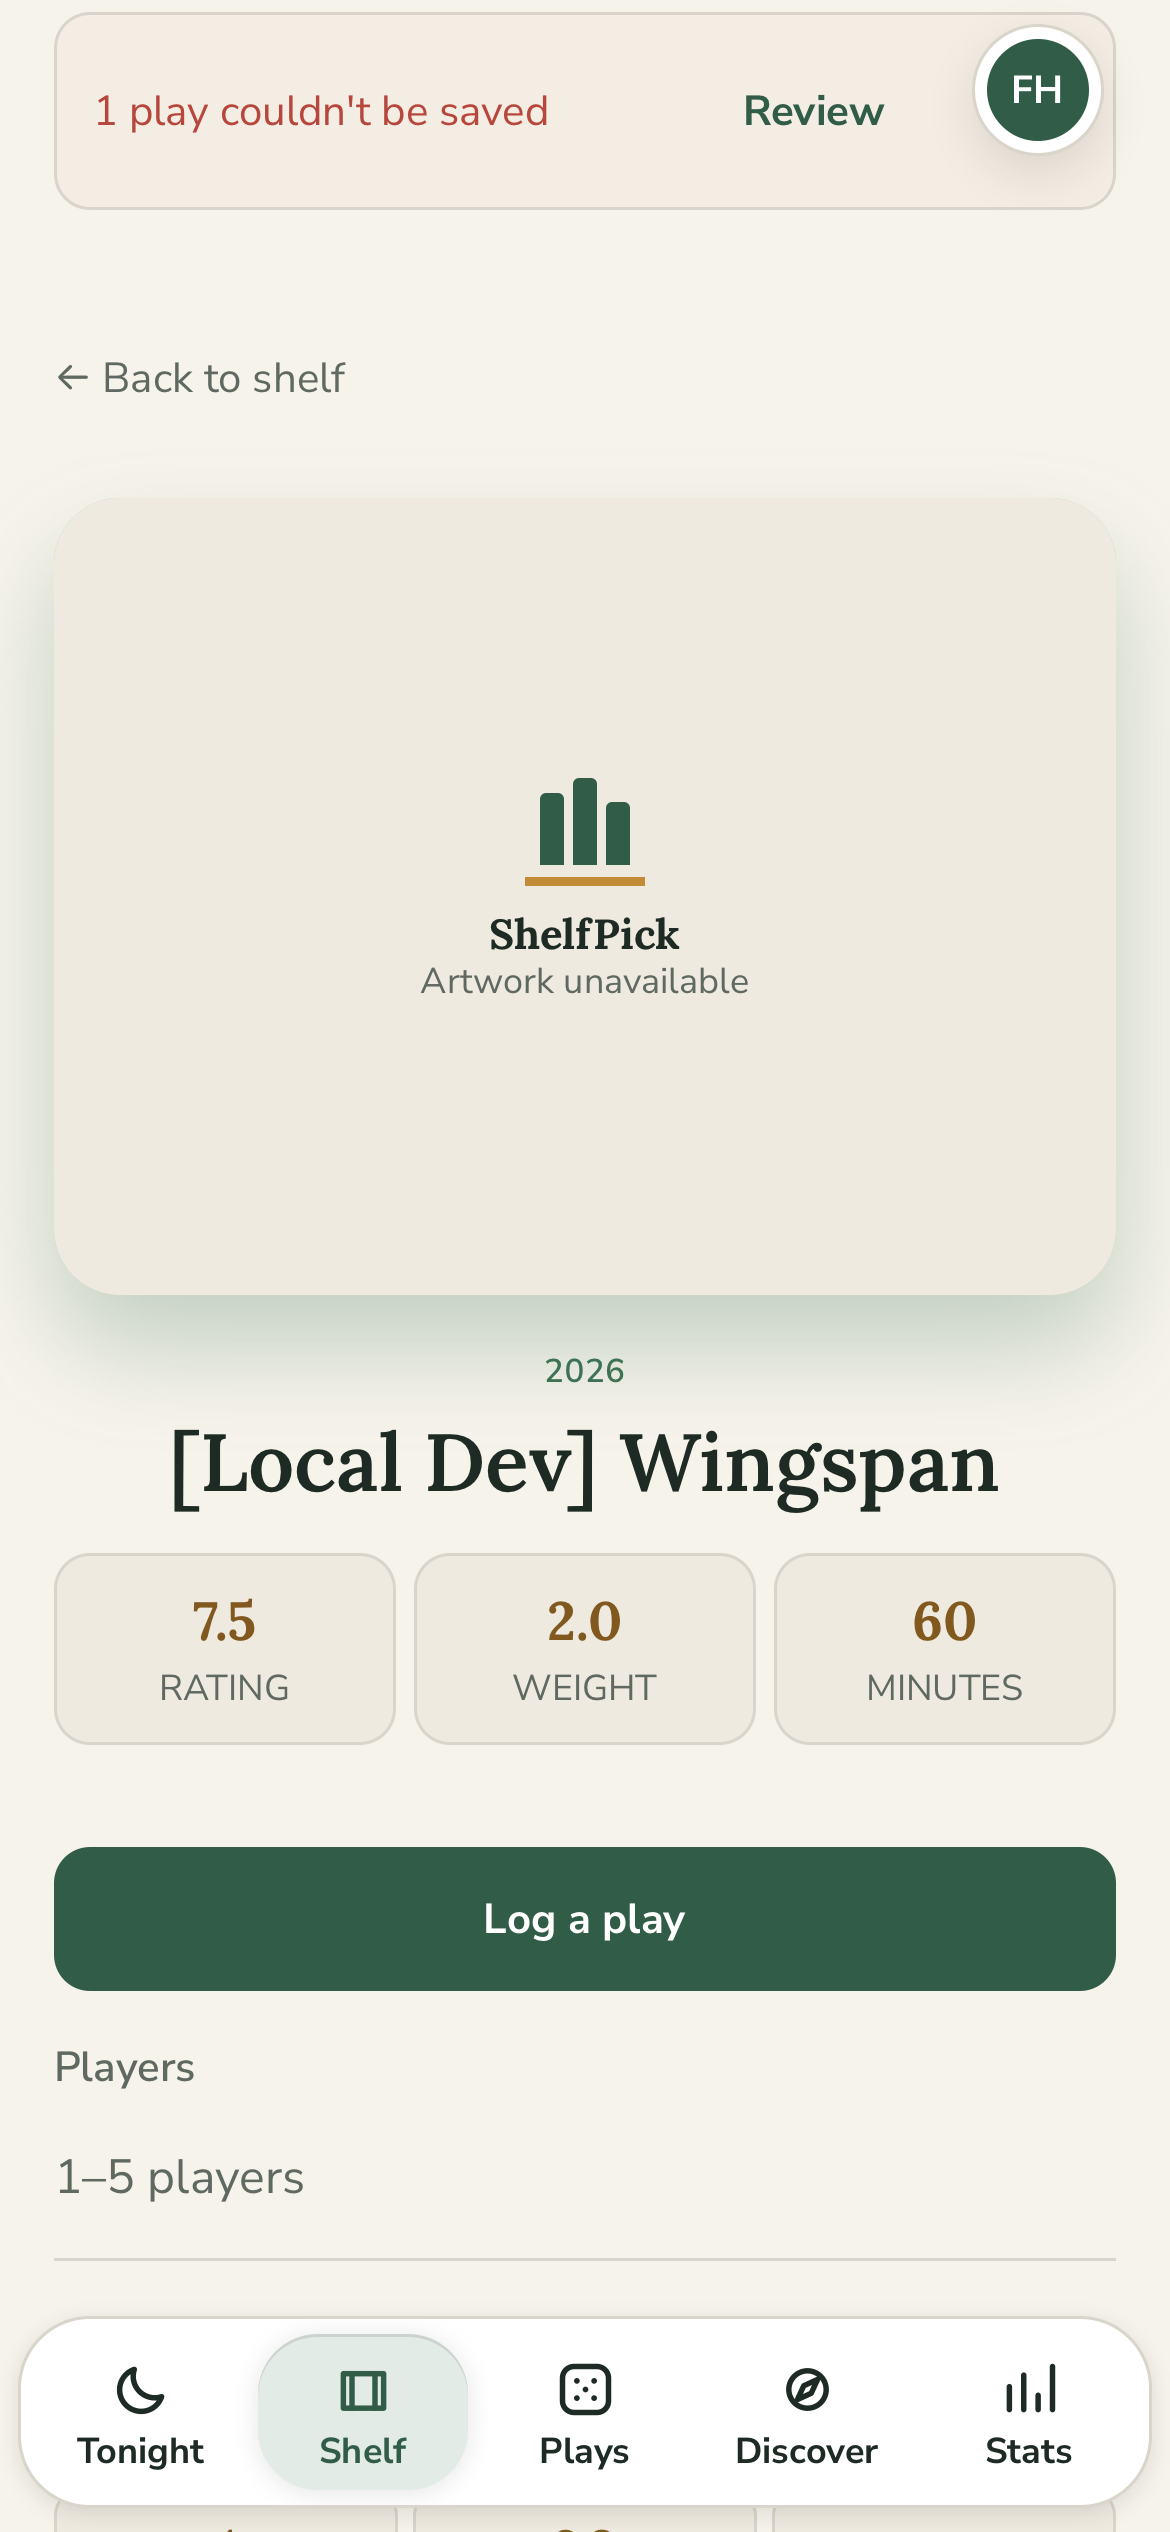 1 play couldn't be saved
Review
FH
← Back to shelf
ShelfPick
Artwork unavailable
2026
[Local Dev] Wingspan
7.5
RATING
2.0
WEIGHT
60
MINUTES
Log a play
Players
1–5 players
Tonight
Shelf
Plays
Discover
Stats